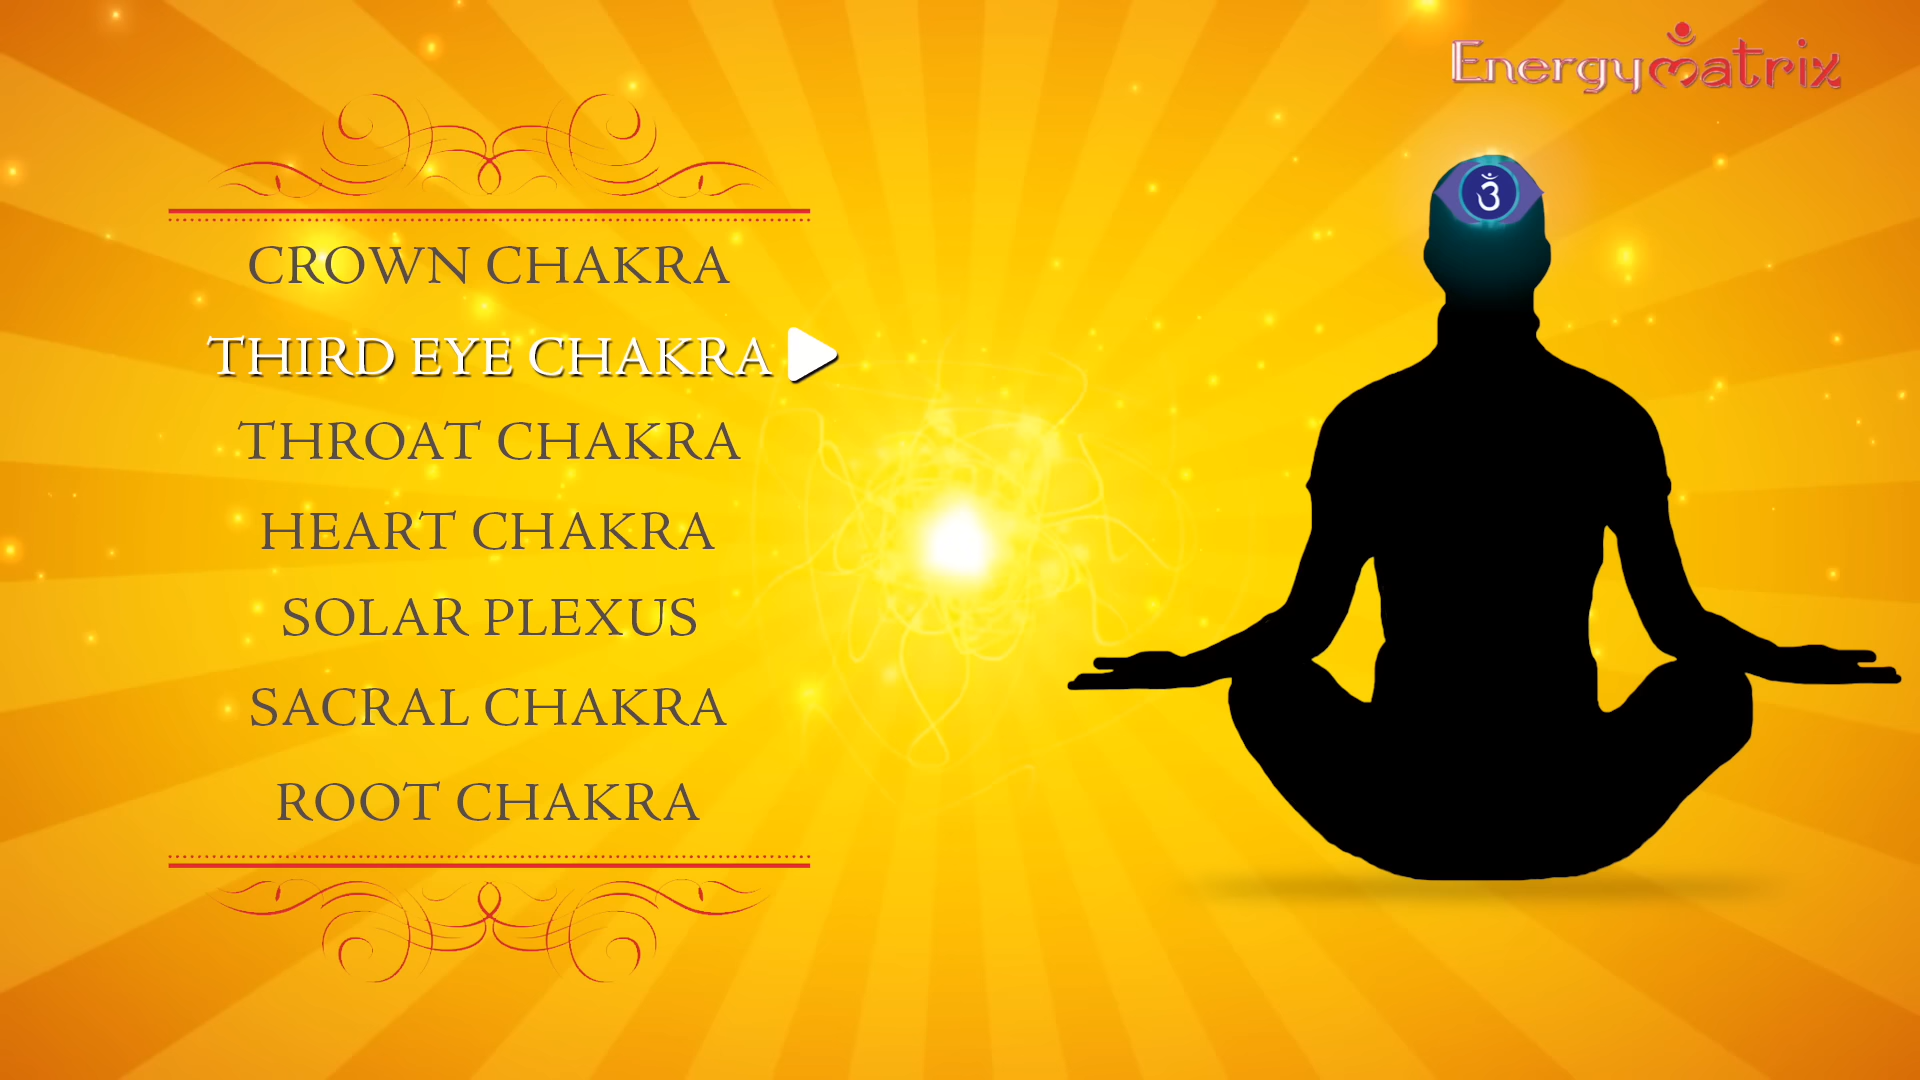 Energymatrix
CROWN CHAKRA
THIRD EYE CHAKRA
THROAT CHAKRA
HEART CHAKRA
SOLAR PLEXUS
SACRAL CHAKRA
ROOT CHAKRA
ॐ